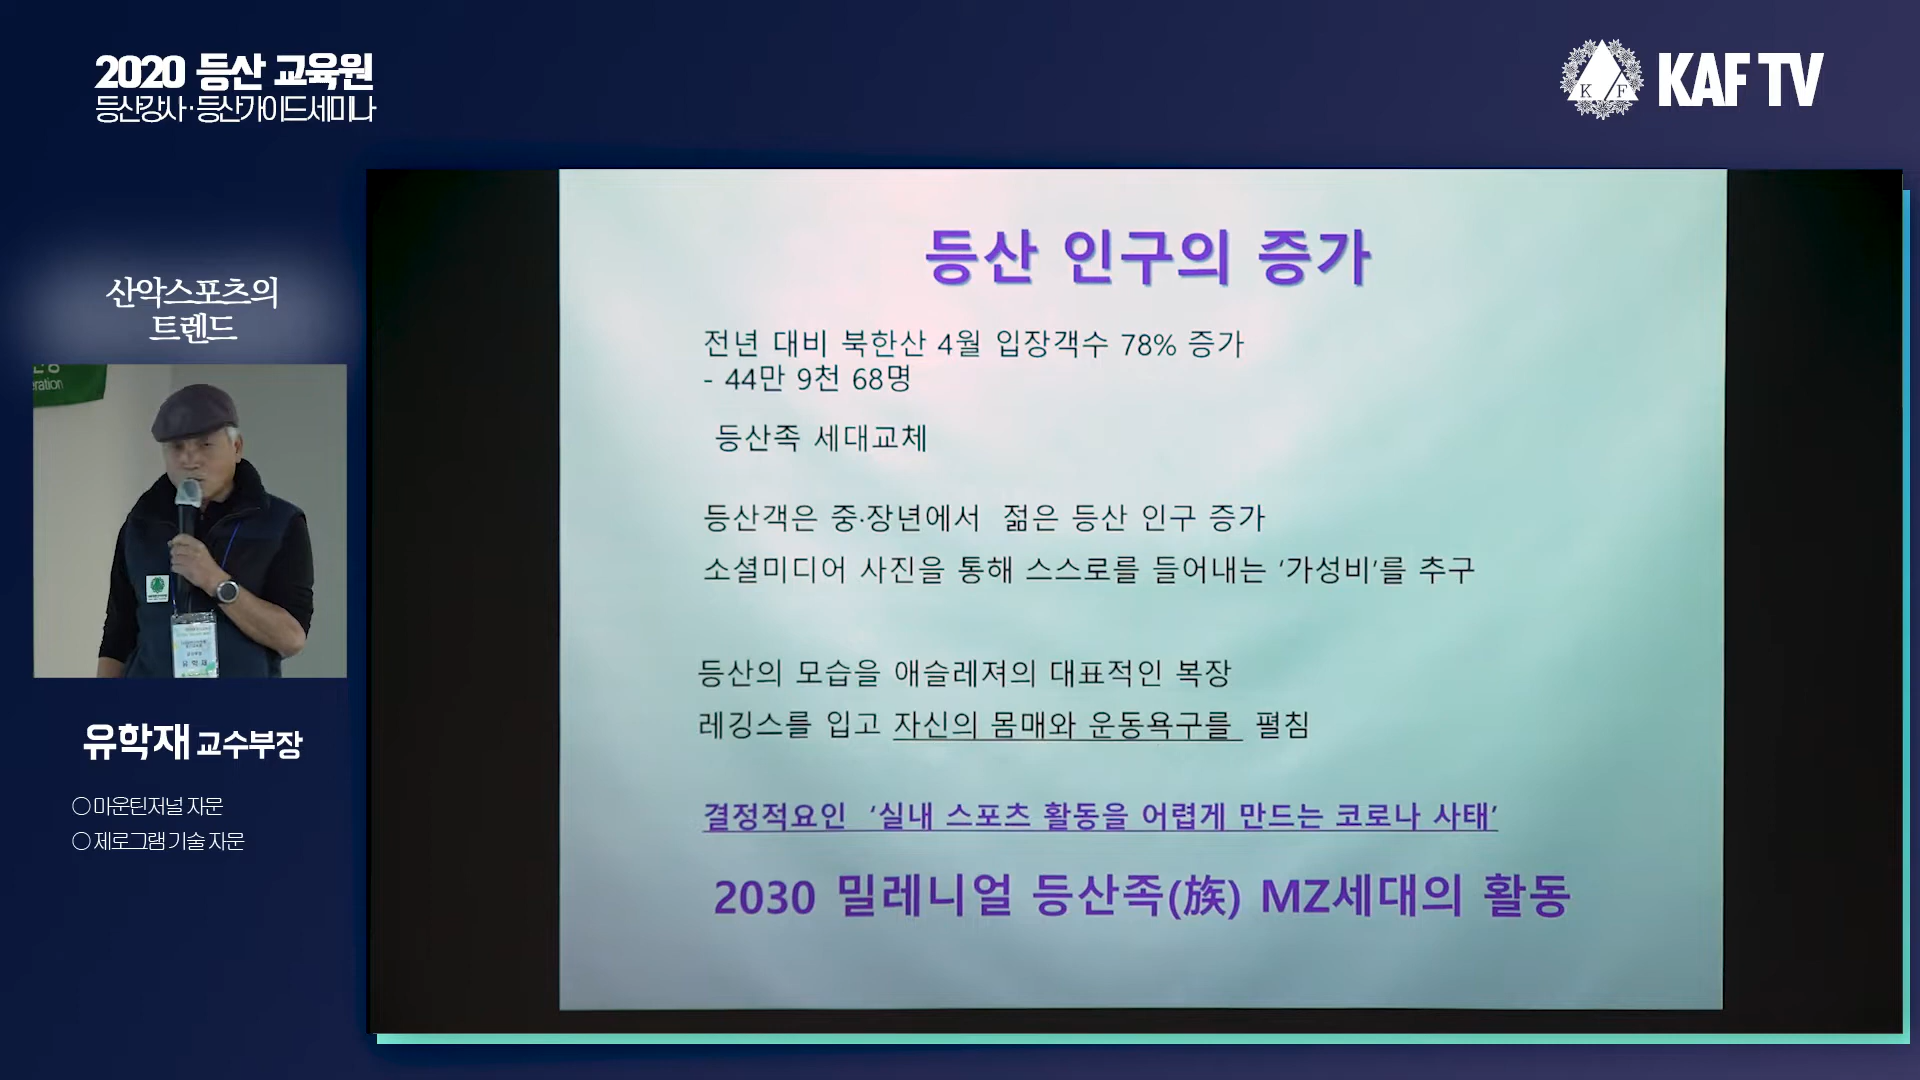 2020 등산 교육원
등산강사·등산가이드세미나
K F
KAF TV
산악스포츠의
트렌드
eration
유학재
유학재 교수부장
○ 마운틴저널 자문
○ 제로그램 기술 자문
등산 인구의 증가
전년 대비 북한산 4월 입장객수 78% 증가
- 44만 9천 68명
등산족 세대교체
등산객은 중·장년에서 젊은 등산 인구 증가
소셜미디어 사진을 통해 스스로를 들어내는 ‘가성비’를 추구
등산의 모습을 애슬레져의 대표적인 복장
레깅스를 입고 자신의 몸매와 운동욕구를 펼침
결정적요인 ‘실내 스포츠 활동을 어렵게 만드는 코로나 사태’
2030 밀레니얼 등산족(族) MZ세대의 활동